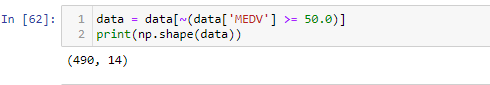 In [62]:
1 data = data[~(data['MEDV'] >= 50.0)]
2 print(np.shape(data))
(490, 14)